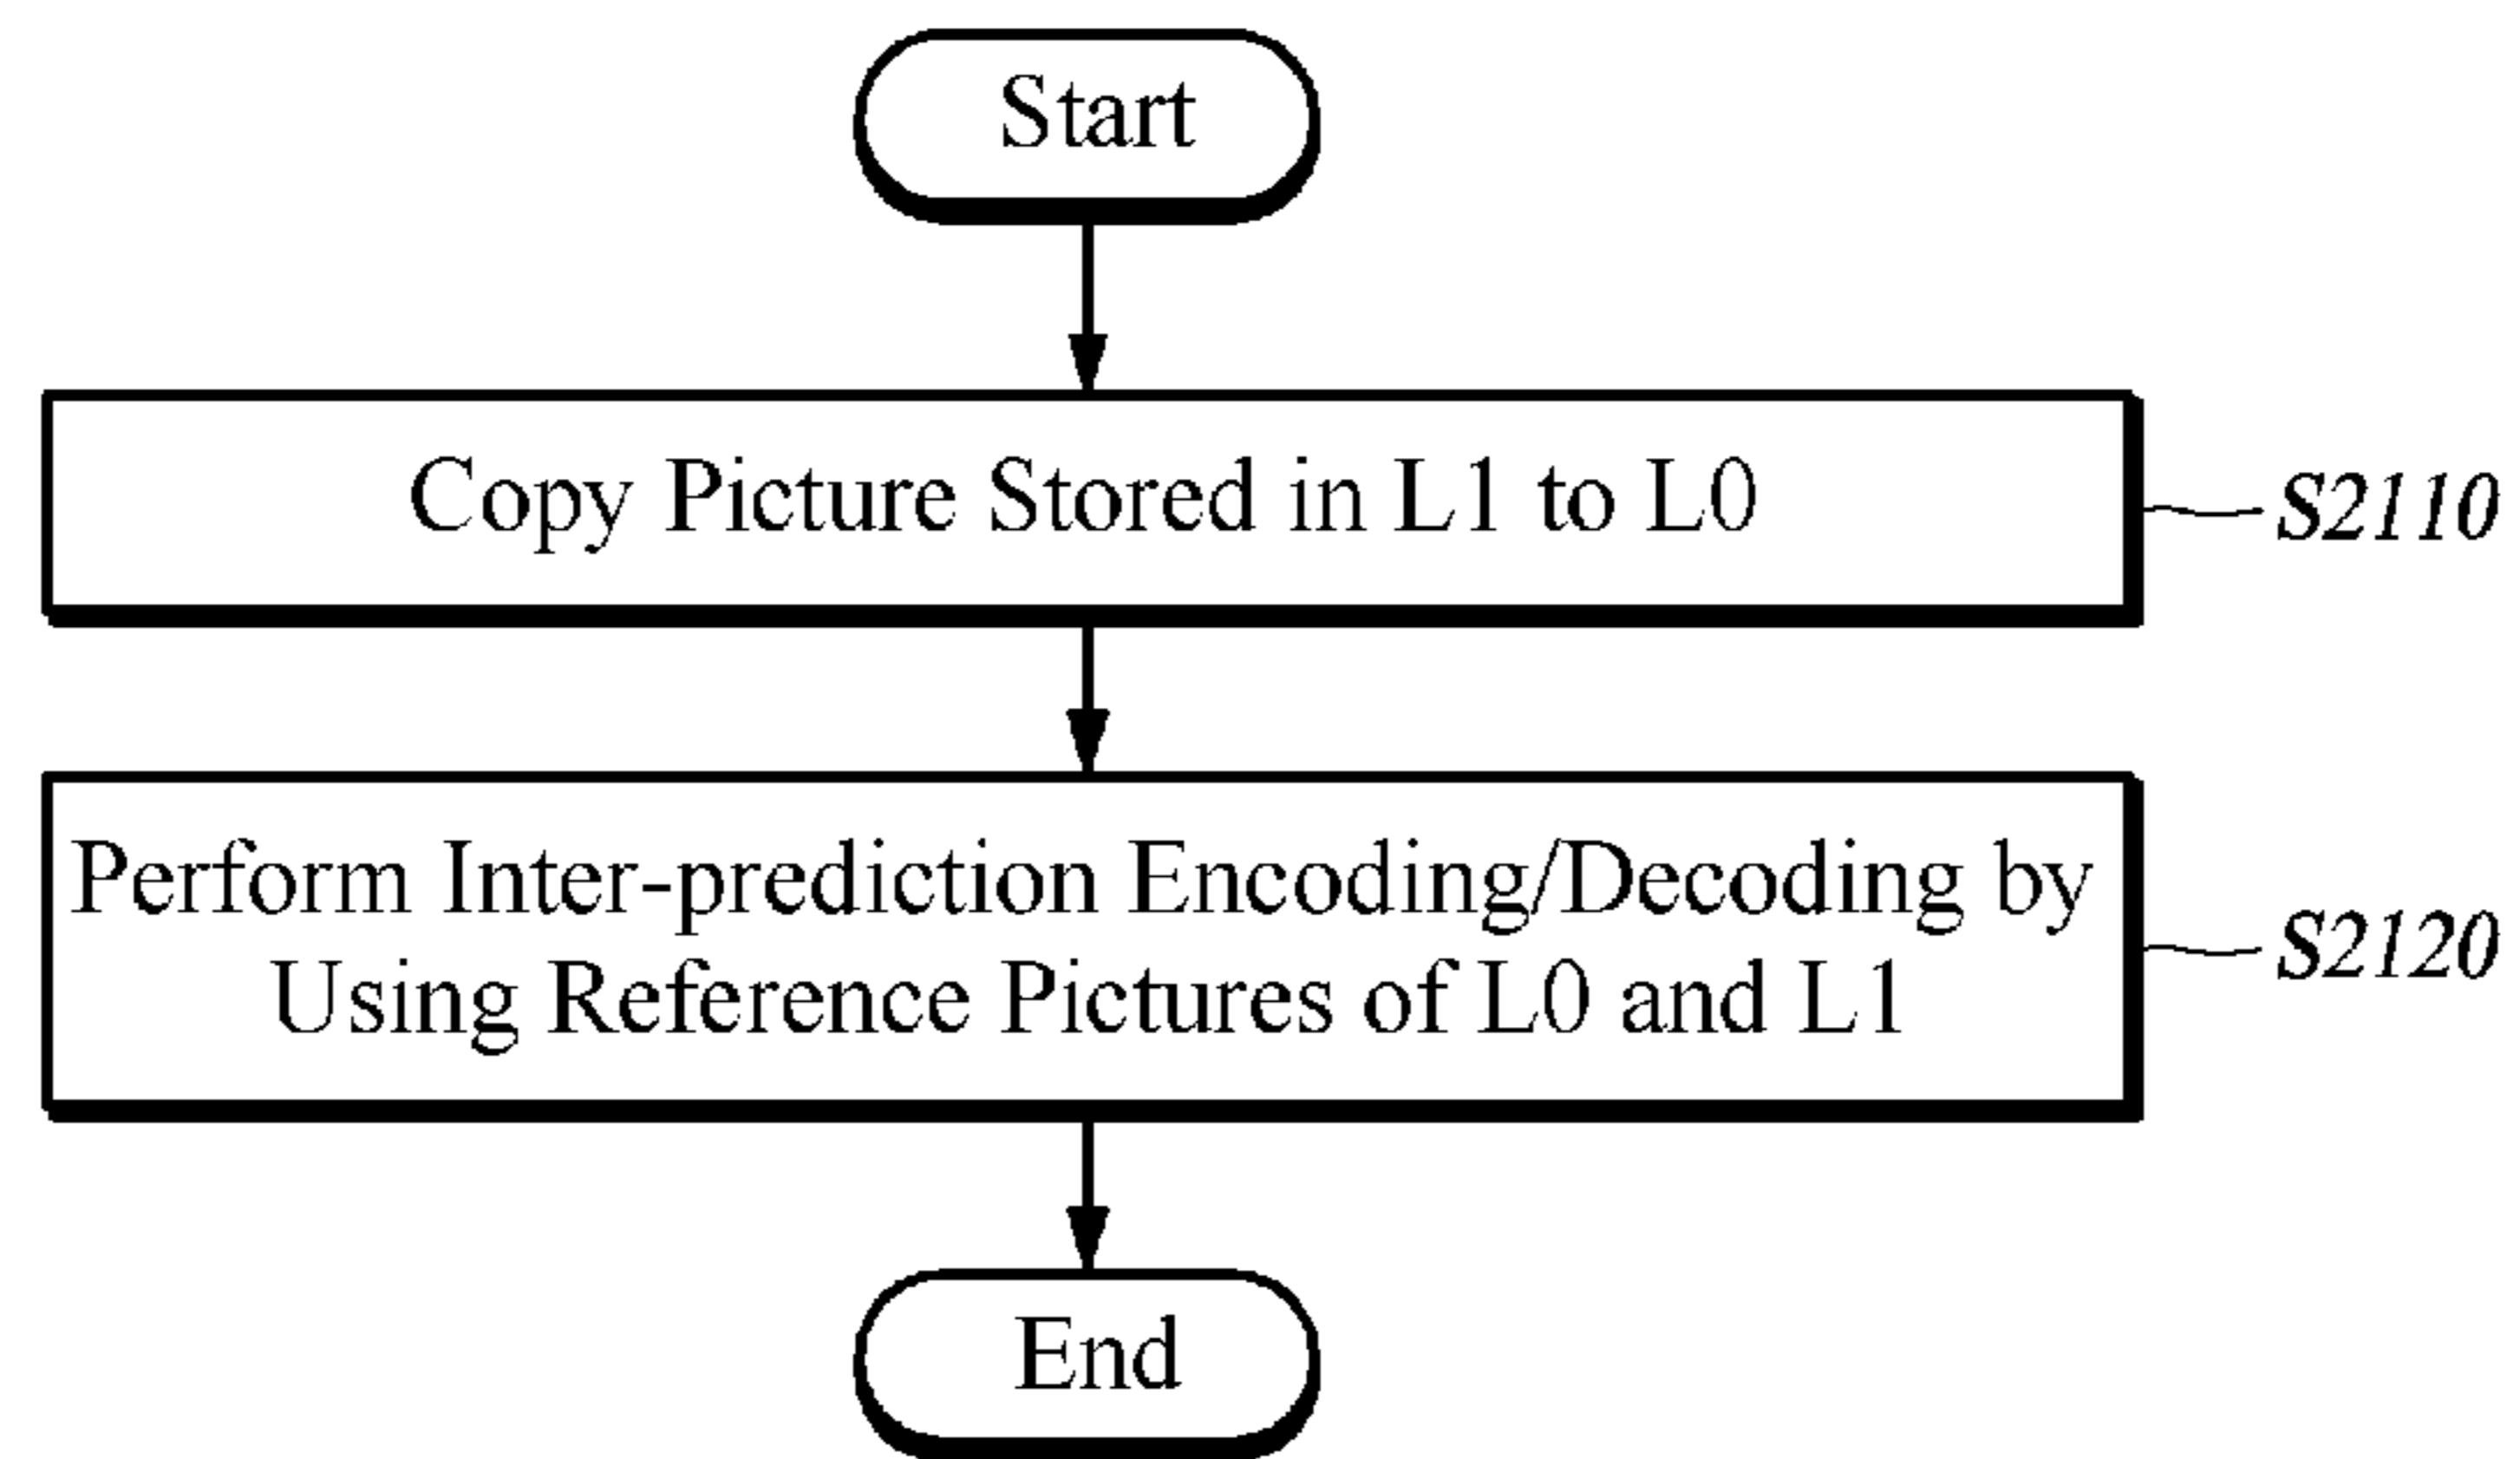 Start
Copy Picture Stored in L1 to L0
S2110
Perform Inter-prediction Encoding/Decoding by
Using Reference Pictures of L0 and L1
S2120
End